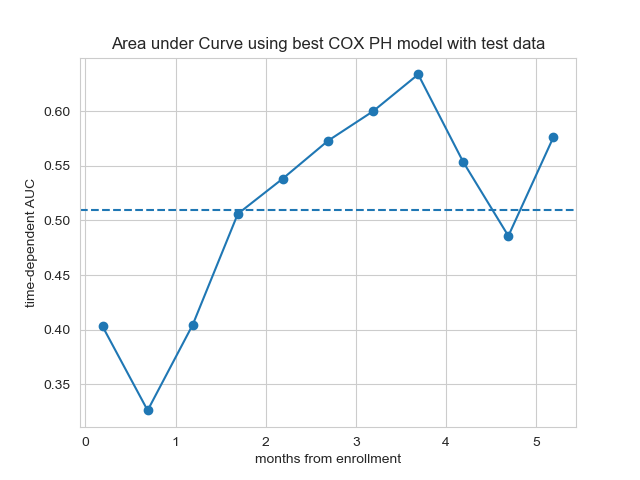 Area under Curve using best COX PH model with test data
time-dependent AUC
0.60
0.55
0.50
0.45
0.40
0.35
0 1 2 3 4 5
months from enrollment